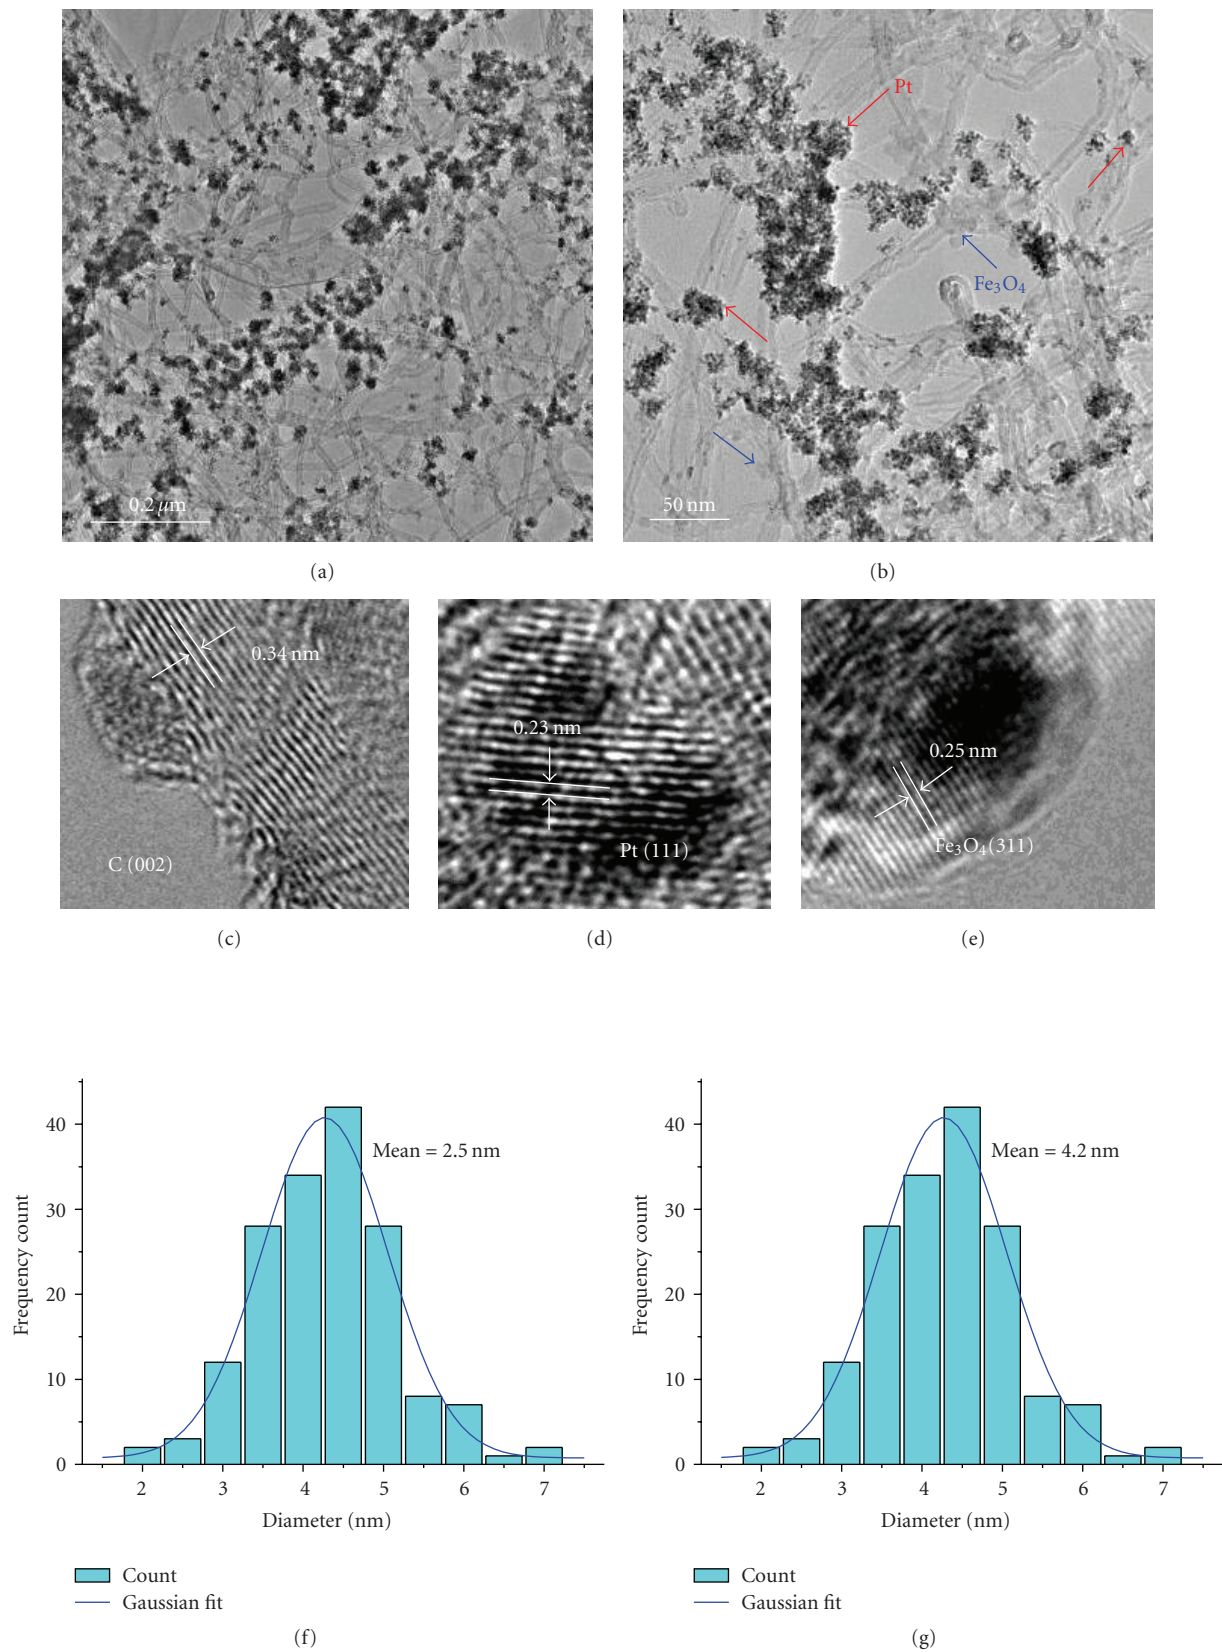 Pt
Fe₃O₄
0.2 μm
50 nm
(a)
(b)
0.34 nm
C (002)
0.23 nm
Pt (111)
0.25 nm
Fe₃O₄(311)
(c)
(d)
(e)
40
30
20
10
0
Frequency count
Mean = 2.5 nm
2 3 4 5 6 7
Diameter (nm)
Count
Gaussian fit
(f)
40
30
20
10
0
Frequency count
Mean = 4.2 nm
2 3 4 5 6 7
Diameter (nm)
Count
Gaussian fit
(g)